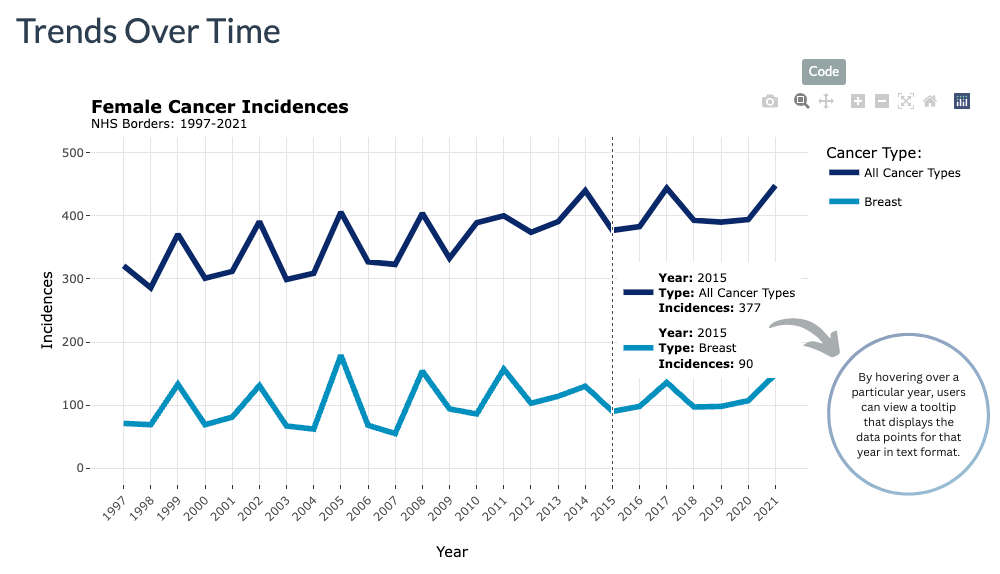 Trends Over Time
Code
Female Cancer Incidences
NHS Borders: 1997-2021
Cancer Type:
All Cancer Types
Breast
500
400
300
200
100
0
Incidences
Year: 2015
Type: All Cancer Types
Incidences: 377
Year: 2015
Type: Breast
Incidences: 90
By hovering over a
particular year, users
can view a tooltip
that displays the
data points for that
year in text format.
1997
1998
1999
2000
2001
2002
2003
2004
2005
2006
2007
2008
2009
2010
2011
2012
2013
2014
2015
2016
2017
2018
2019
2020
2021
Year